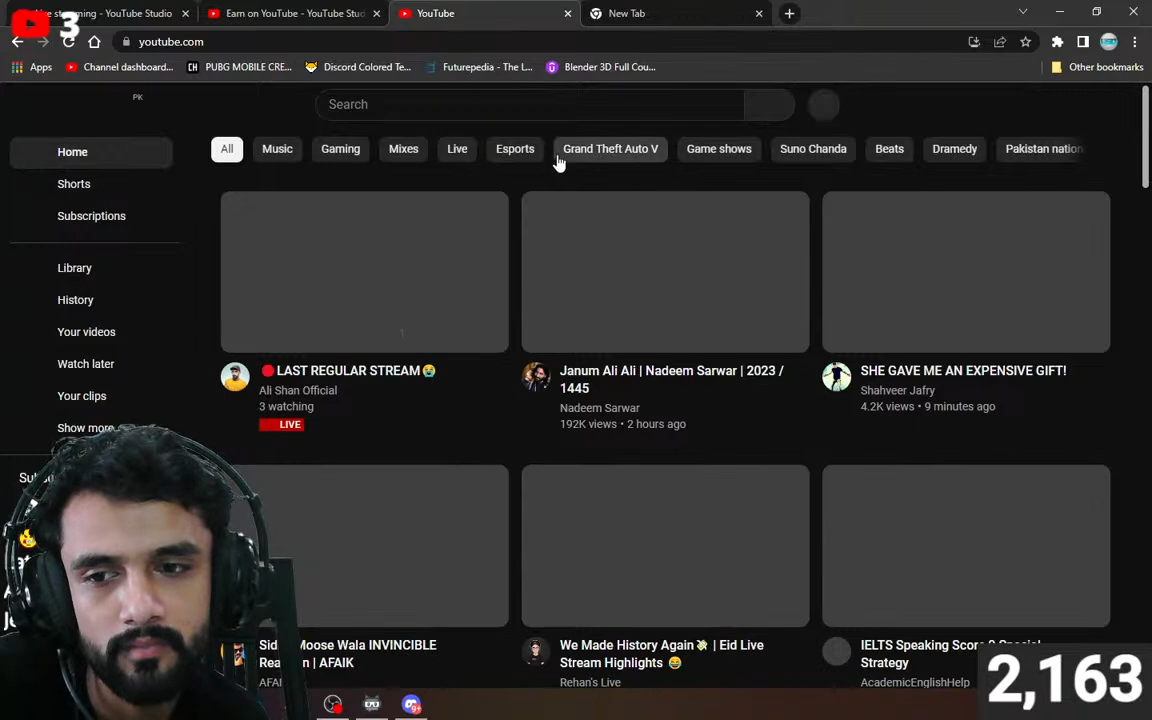 ve streaming - YouTube Studio
Earn on YouTube - YouTube Stud
YouTube
New Tab
3
youtube.com
Apps
Channel dashboard...
PUBG MOBILE CRE...
Discord Colored Te...
Futurepedia - The L...
Blender 3D Full Cou...
Other bookmarks
PK
Search
All
Music
Gaming
Mixes
Live
Esports
Grand Theft Auto V
Game shows
Suno Chanda
Beats
Dramedy
Pakistan nation
Home
Shorts
Subscriptions
Library
History
Your videos
Watch later
Your clips
Show more
🔴LAST REGULAR STREAM😭
Ali Shan Official
3 watching
LIVE
Janum Ali Ali | Nadeem Sarwar | 2023 /
1445
Nadeem Sarwar
192K views • 2 hours ago
SHE GAVE ME AN EXPENSIVE GIFT!
Shahveer Jafry
4.2K views • 9 minutes ago
Moose Wala INVINCIBLE
| AFAIK
We Made History Again💸 | Eid Live
Stream Highlights 😄
Rehan's Live
IELTS Speaking
Strategy
AcademicEnglishHelp
2,163